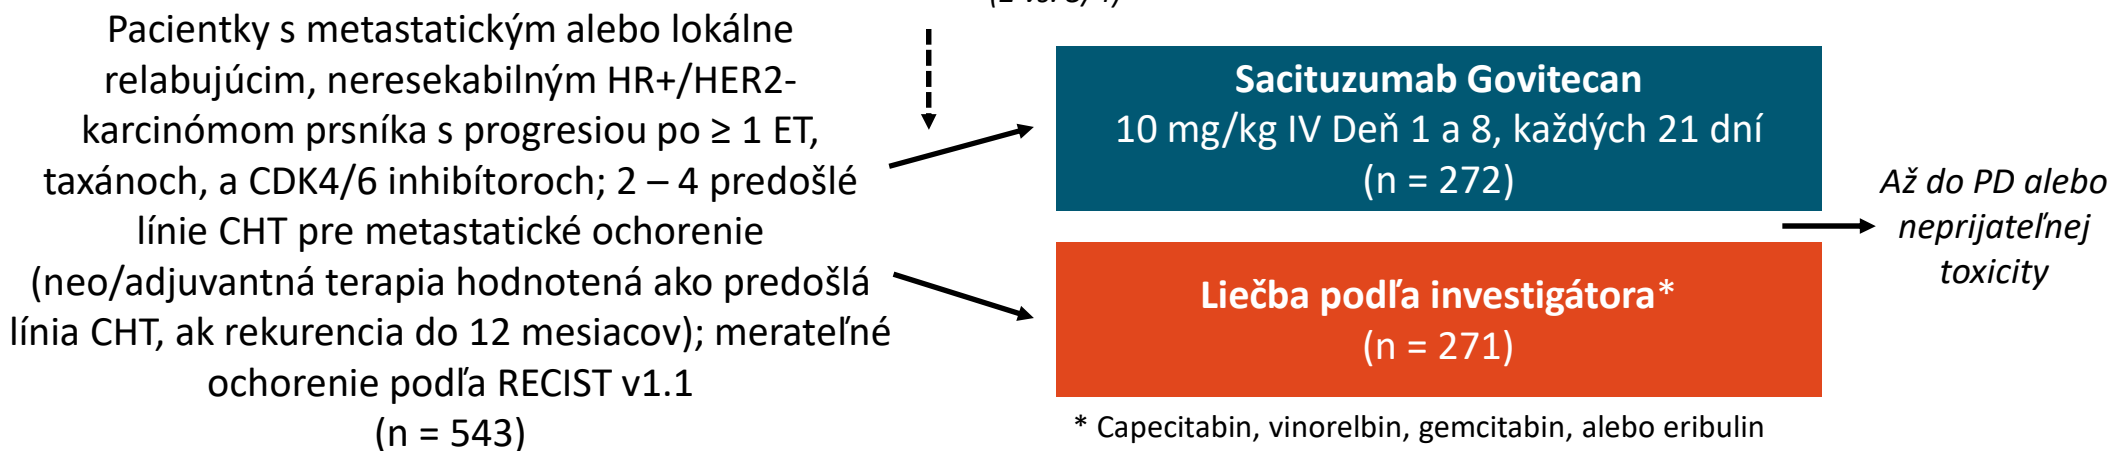 Pacientky s metastatickým alebo lokálne
relabujúcim, neresekabilným HR+/HER2-
karcinómom prsníka s progresiou po ≥ 1 ET,
taxánoch, a CDK4/6 inhibítoroch; 2 – 4 predošlé
línie CHT pre metastatické ochorenie
(neo/adjuvantná terapia hodnotená ako predošlá
línia CHT, ak rekurencia do 12 mesiacov); merateľné
ochorenie podľa RECIST v1.1
(n = 543)
Sacituzumab Govitecan
10 mg/kg IV Deň 1 a 8, každých 21 dní
(n = 272)
Liečba podľa investigátora*
(n = 271)
* Capecitabin, vinorelbin, gemcitabin, alebo eribulin
Až do PD alebo
neprijateľnej
toxicity